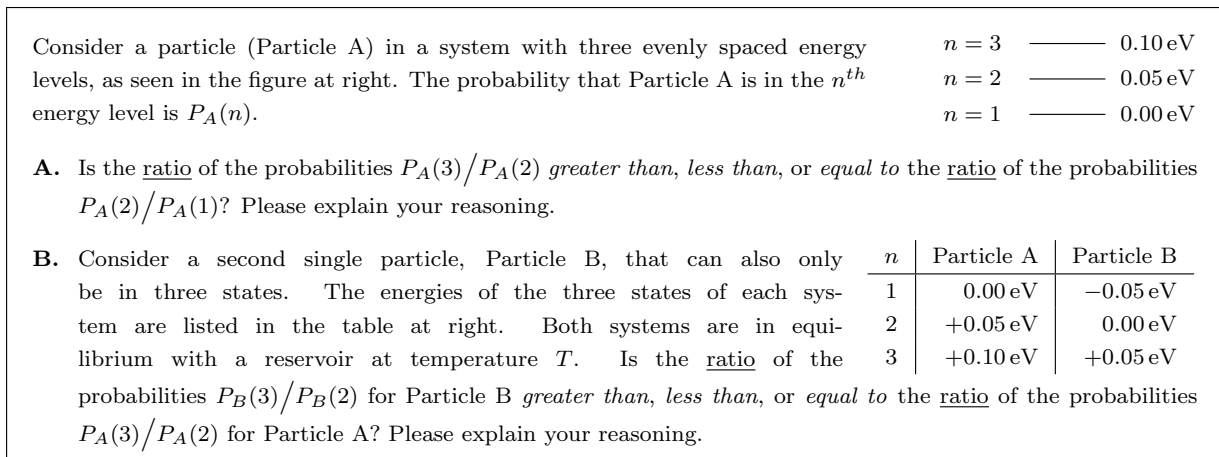 Consider a particle (Particle A) in a system with three evenly spaced energy
levels, as seen in the figure at right. The probability that Particle A is in the n^{th}
energy level is P_A(n).
n = 3 0.10 eV
n = 2 0.05 eV
n = 1 0.00 eV
A. Is the ratio of the probabilities P_A(3)/P_A(2) greater than, less than, or equal to the ratio of the probabilities
P_A(2)/P_A(1)? Please explain your reasoning.
B. Consider a second single particle, Particle B, that can also only
be in three states. The energies of the three states of each sys-
tem are listed in the table at right. Both systems are in equi-
librium with a reservoir at temperature T. Is the ratio of the
probabilities P_B(3)/P_B(2) for Particle B greater than, less than, or equal to the ratio of the probabilities
P_A(3)/P_A(2) for Particle A? Please explain your reasoning.
n Particle A Particle B
1 0.00 eV −0.05 eV
2 +0.05 eV 0.00 eV
3 +0.10 eV +0.05 eV